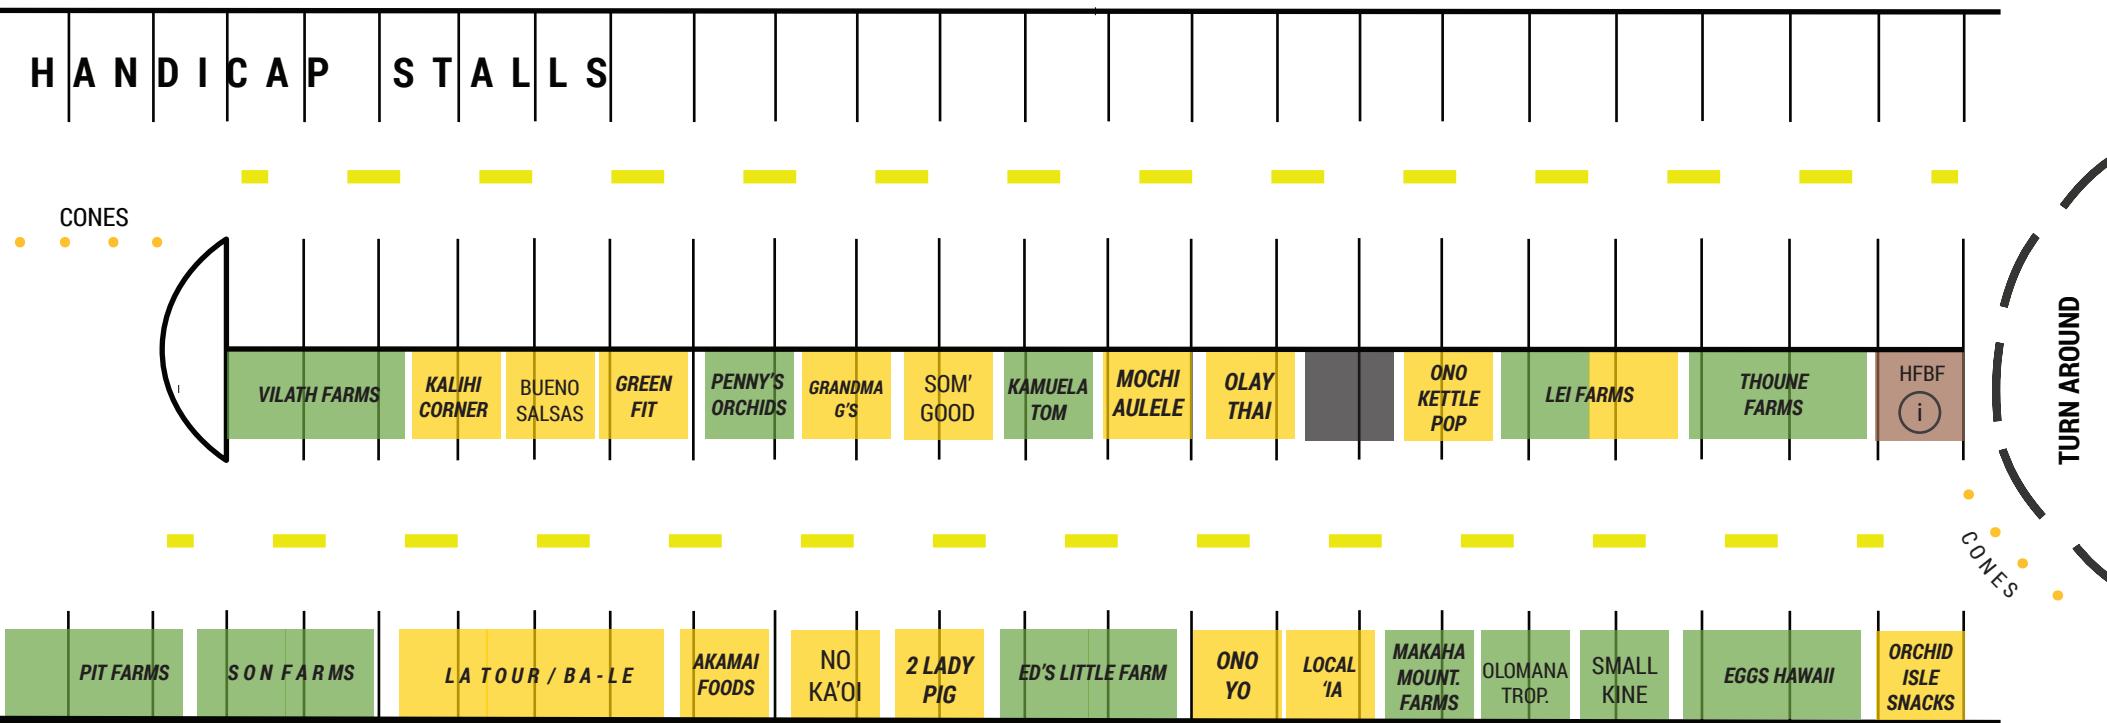 HANDICAP STALLS
CONES
VILATH FARMS
KALIHI
CORNER
BUENO
SALSAS
GREEN
FIT
PENNY'S
ORCHIDS
GRANDMA
G'S
SOM'
GOOD
KAMUELA
TOM
MOCHI
AULELE
OLAY
THAI
ONO
KETTLE
POP
LEI FARMS
THOUNE
FARMS
HFBF
i
TURN AROUND
CONES
PIT FARMS
SON FARMS
LA TOUR / BA-LE
AKAMAI
FOODS
NO
KA'OI
2 LADY
PIG
ED'S LITTLE FARM
ONO
YO
LOCAL
'IA
MAKAHA
MOUNT.
FARMS
OLOMANA
TROP.
SMALL
KINE
EGGS HAWAII
ORCHID
ISLE
SNACKS